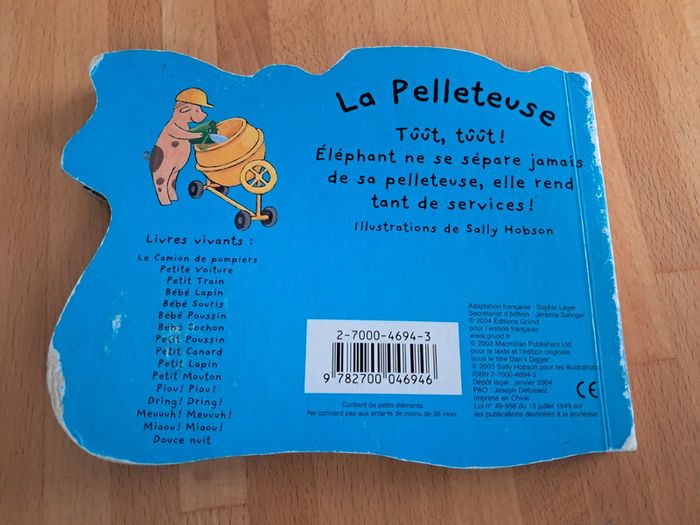 La Pelleteuse
Tûût, tûût !
Éléphant ne se sépare jamais
de sa pelleteuse, elle rend
tant de services !
Illustrations de Sally Hobson
Livres vivants :
Le Camion de pompiers
Petite Voiture
Petit Train
Bébé Lapin
Bébé Souris
Bébé Poussin
Bébé Cochon
Petit Poussin
Petit Canard
Petit Lapin
Petit Mouton
Piou ! Piou !
Dring ! Dring !
Meuuuh ! Meuuuh !
Miaou ! Miaou !
Douce nuit
2-7000-4694-3
9 782700 046946
Contient de petits éléments.
Ne convient pas aux enfants de moins de 36 mois.
Adaptation française : Sophie Léger
Secrétariat d'édition : Jérémie Salinger
© 2004 Éditions Gründ
pour l'édition française
www.grund.fr
© 2003 Macmillan Publishers Ltd
pour le texte et l'édition originale
sous le titre Dan's Digger
© 2003 Sally Hobson pour les illustrations
ISBN 2-7000-4694-3
Dépôt légal : janvier 2004
PAO : Joseph Défossez
Imprimé en Chine
Loi n° 49-956 du 16 juillet 1949 sur
les publications destinées à la jeunesse
CE